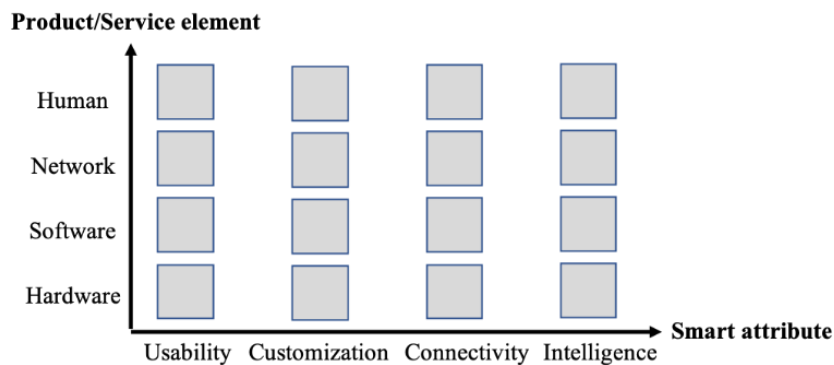 Product/Service element
Human
Network
Software
Hardware
Smart attribute
Usability Customization Connectivity Intelligence